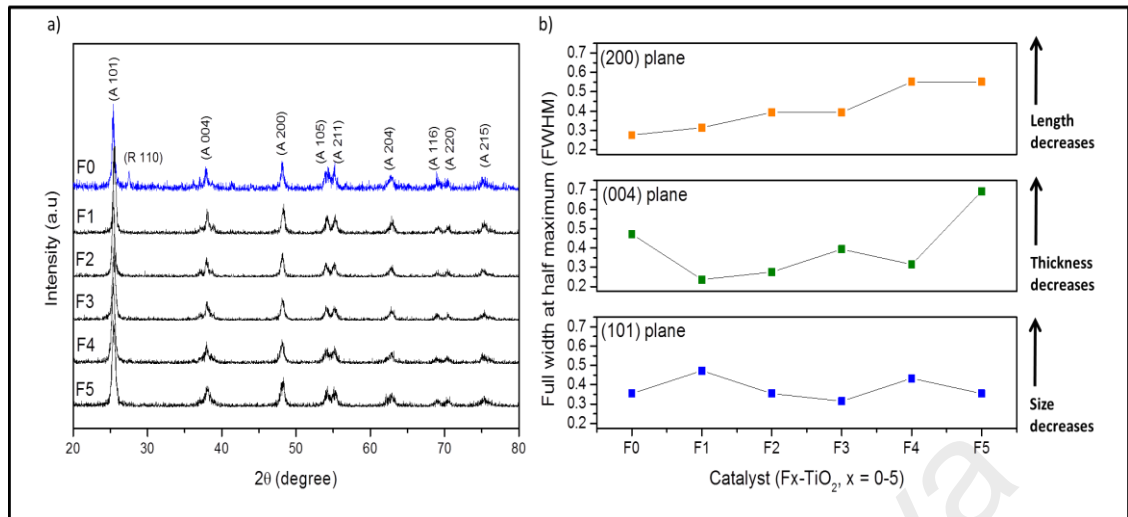 a)
(A 101)
(R 110)
(A 004)
(A 200)
(A 105)
(A 211)
(A 204)
(A 116)
(A 220)
(A 215)
F0
F1
F2
F3
F4
F5
Intensity (a.u)
20 30 40 50 60 70 80
2θ (degree)
b)
Full width at half maximum (FWHM)
(200) plane
0.7
0.6
0.5
0.4
0.3
0.2
Length
decreases
(004) plane
0.7
0.6
0.5
0.4
0.3
0.2
Thickness
decreases
(101) plane
0.7
0.6
0.5
0.4
0.3
0.2
Size
decreases
F0 F1 F2 F3 F4 F5
Catalyst (Fx-TiO₂, x = 0-5)